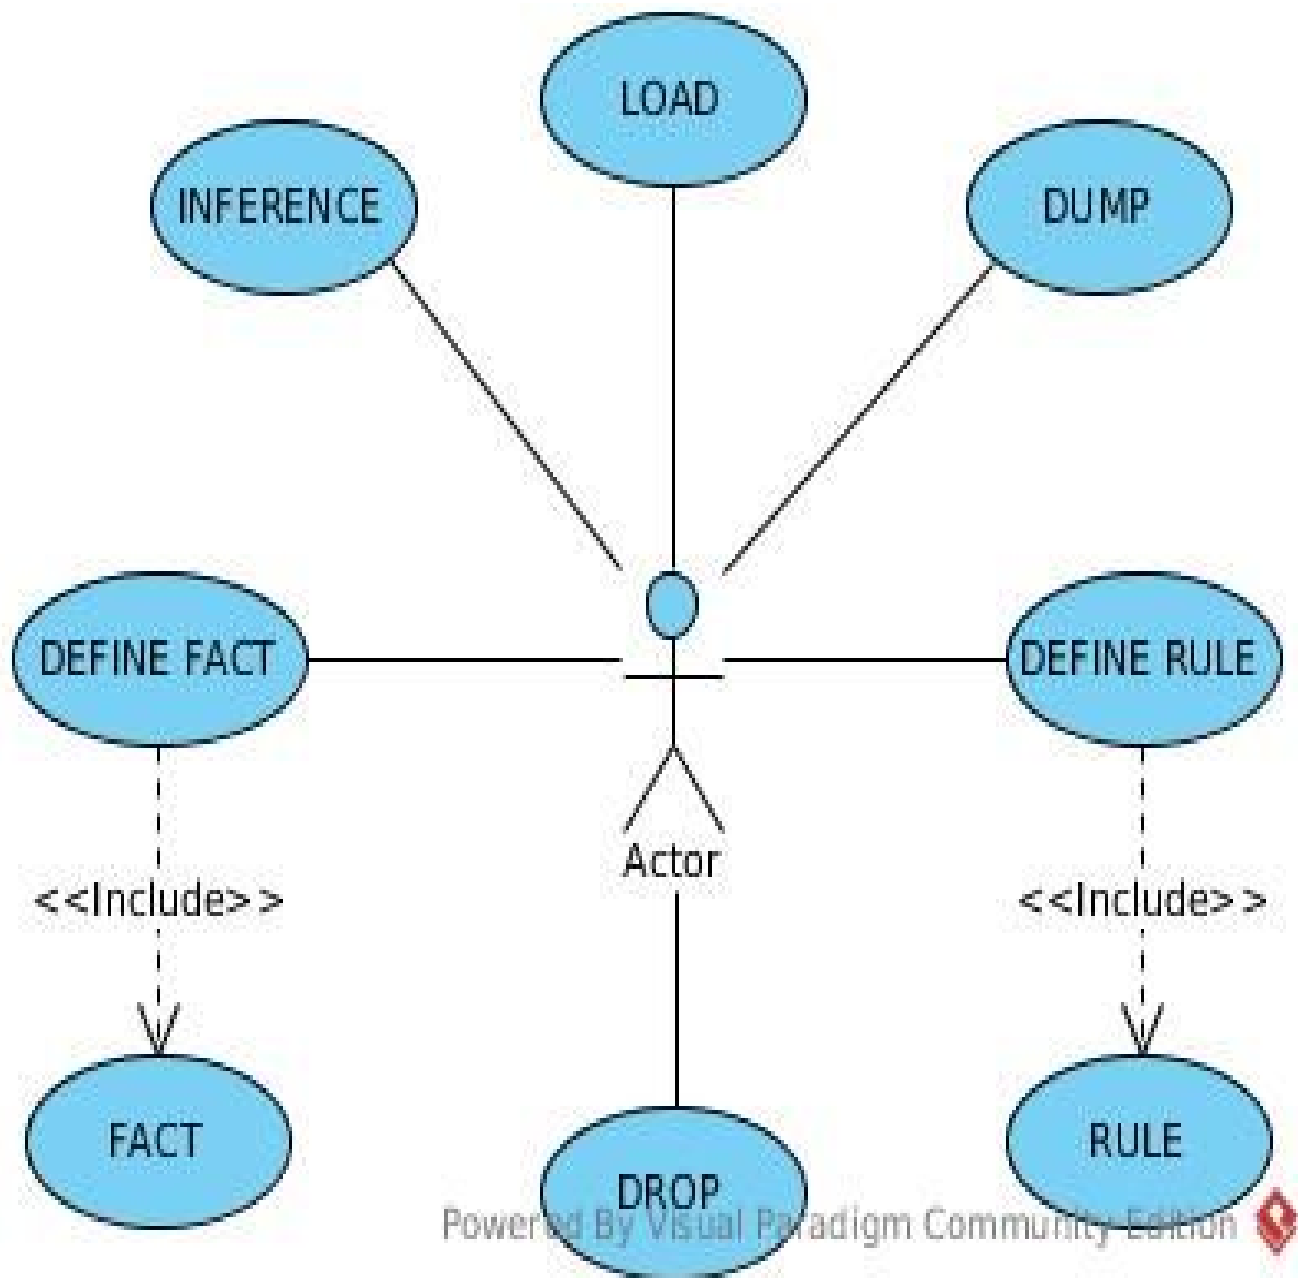 LOAD
INFERENCE
DUMP
DEFINE FACT
DEFINE RULE
Actor
<<Include>>
<<Include>>
FACT
RULE
DROP
Powered By Visual Paradigm Community Edition